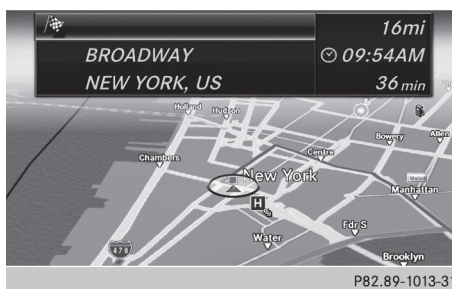 16mi
BROADWAY
09:54AM
NEW YORK, US
36 min
Holland
Hudson
Bowery
Allen
Centre
Chambers
New York
Mobil
Manhattan
H
Fdr S
Water
478
Brooklyn
P82.89-1013-31